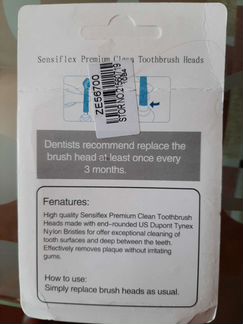 Sensiflex Premium Clean Toothbrush Heads
ZE56700
Dentists recommend replace the
brush head at least once every
3 months.
Fenatures:
High quality Sensiflex Premium Clean Toothbrush
Heads made with end-rounded US Dupont Tynex
Nylon Bristles for offer exceptional cleaning of
tooth surfaces and deep between the teeth.
Effectively removes plaque without irritating
gums.
How to use:
Simply replace brush heads as usual.